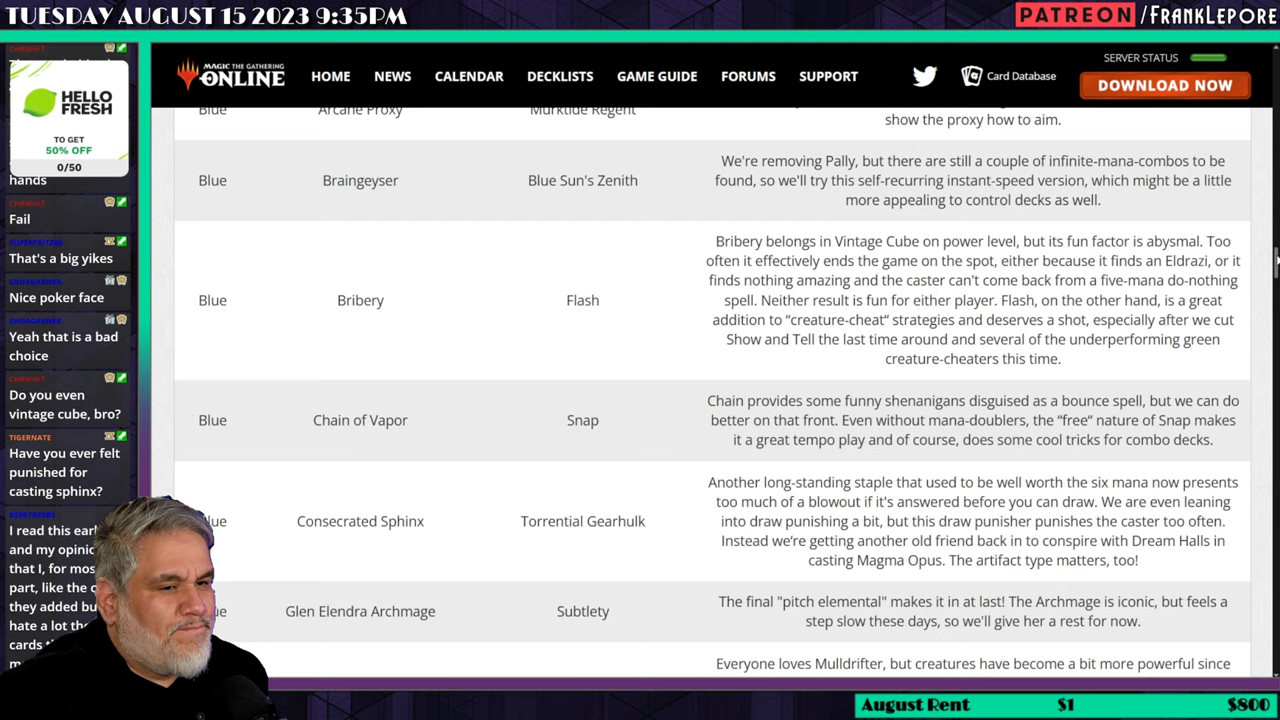 TUESDAY AUGUST 15 2023 9:35PM
PATREON /FRANKLEPORE
HELLO
FRESH
TO GET
50% OFF
0/50
hands
CHRWHIT
Fail
SUPERFRITZ88
That's a big yikes
SHUAGARNER
Nice poker face
SHUAGARNER
Yeah that is a bad
choice
CHRWHIT
Do you even
vintage cube, bro?
TIGERNATE
Have you ever felt
punished for
casting sphinx?
I read this
and my
that I, for
part, like the
they added
hate a lot
cards
MAGIC THE GATHERING
ONLINE
HOME
NEWS
CALENDAR
DECKLISTS
GAME GUIDE
FORUMS
SUPPORT
Card Database
SERVER STATUS
DOWNLOAD NOW
Blue
Arcane Proxy
Murktide Regent
show the proxy how to aim.
Blue
Braingeyser
Blue Sun's Zenith
We're removing Pally, but there are still a couple of infinite-mana-combos to be
found, so we'll try this self-recurring instant-speed version, which might be a little
more appealing to control decks as well.
Blue
Bribery
Flash
Bribery belongs in Vintage Cube on power level, but its fun factor is abysmal. Too
often it effectively ends the game on the spot, either because it finds an Eldrazi, or it
finds nothing amazing and the caster can't come back from a five-mana do-nothing
spell. Neither result is fun for either player. Flash, on the other hand, is a great
addition to “creature-cheat“ strategies and deserves a shot, especially after we cut
Show and Tell the last time around and several of the underperforming green
creature-cheaters this time.
Blue
Chain of Vapor
Snap
Chain provides some funny shenanigans disguised as a bounce spell, but we can do
better on that front. Even without mana-doublers, the “free“ nature of Snap makes
it a great tempo play and of course, does some cool tricks for combo decks.
Consecrated Sphinx
Torrential Gearhulk
Another long-standing staple that used to be well worth the six mana now presents
too much of a blowout if it's answered before you can draw. We are even leaning
into draw punishing a bit, but this draw punisher punishes the caster too often.
Instead we're getting another old friend back in to conspire with Dream Halls in
casting Magma Opus. The artifact type matters, too!
Glen Elendra Archmage
Subtlety
The final "pitch elemental" makes it in at last! The Archmage is iconic, but feels a
step slow these days, so we'll give her a rest for now.
Everyone loves Mulldrifter, but creatures have become a bit more powerful since
August Rent $1 $800